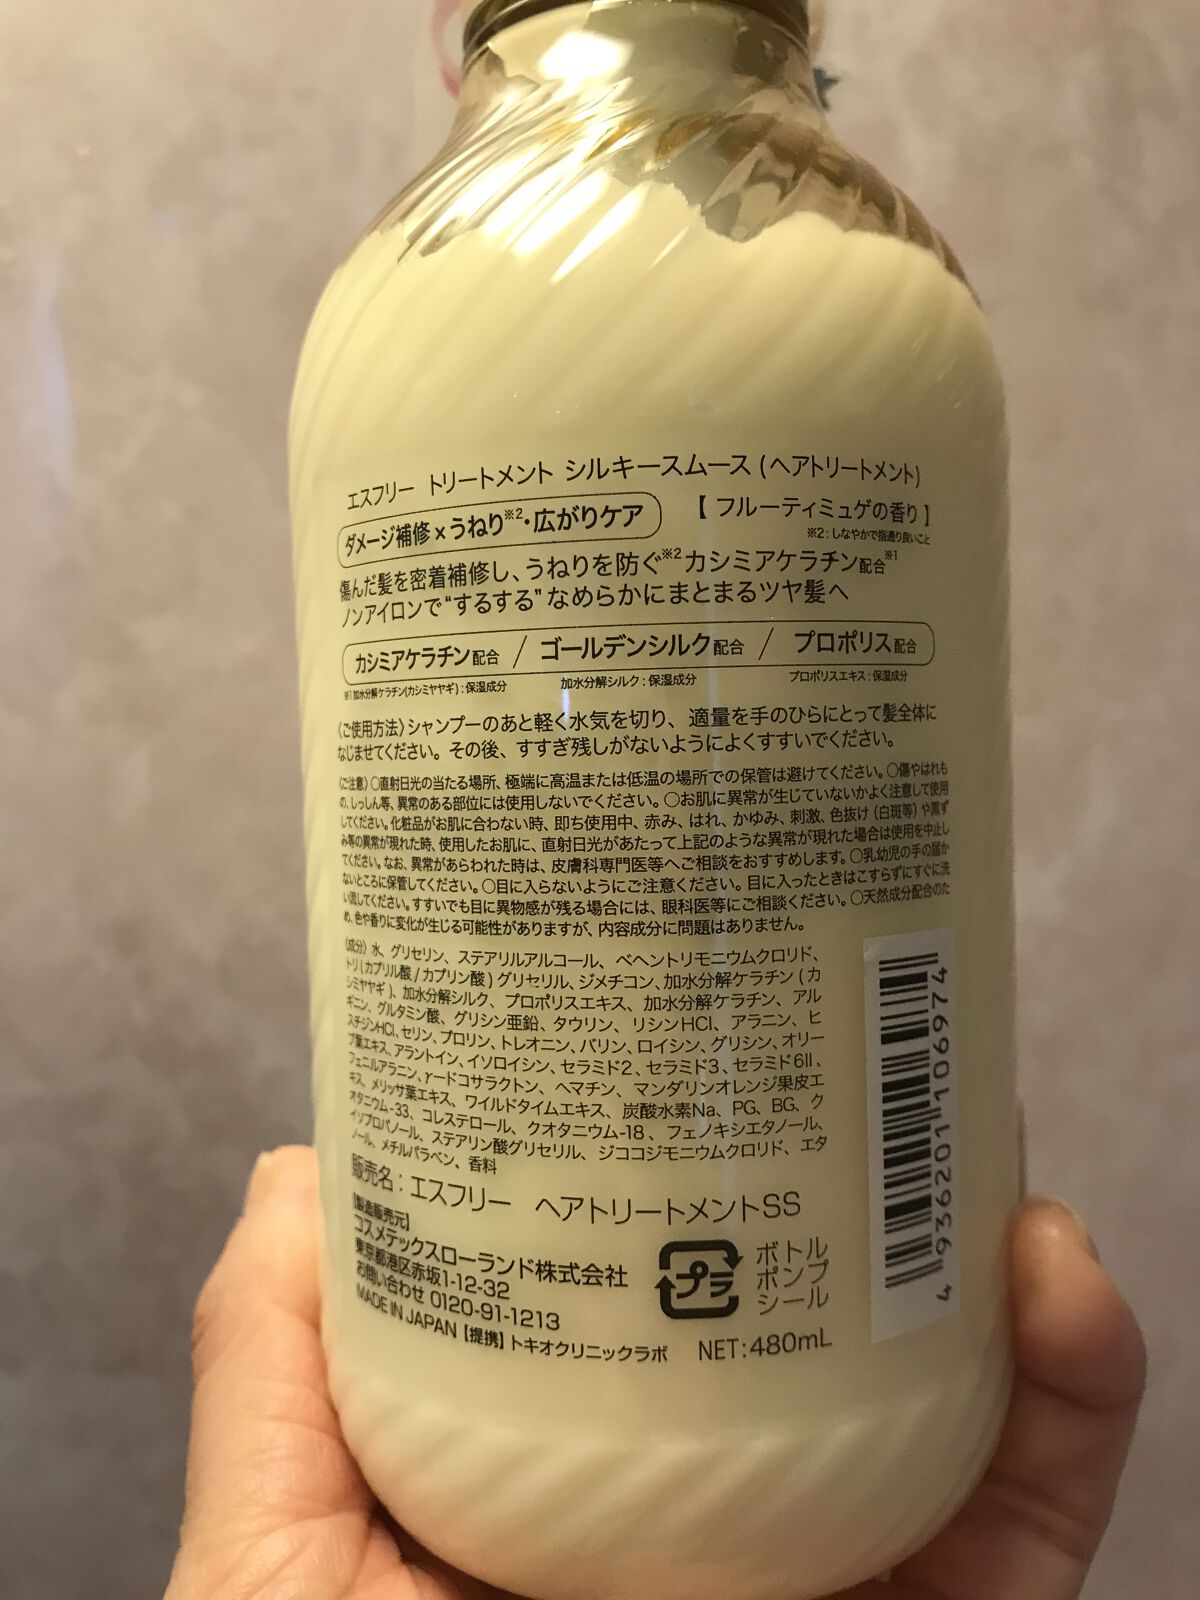 エスフリー トリートメント シルキースムース (ヘアトリートメント)
ダメージ補修×うねり※2・広がりケア
【 フルーティミュゲの香り 】
※2：しなやかで指通り良いこと
傷んだ髪を密着補修し、うねりを防ぐ※2カシミアケラチン配合※1
ノンアイロンで“するする”なめらかにまとまるツヤ髪へ
カシミアケラチン配合 / ゴールデンシルク配合 / プロポリス配合
※1 加水分解ケラチン(カシミヤヤギ)：保湿成分 加水分解シルク：保湿成分 プロポリスエキス：保湿成分
〈ご使用方法〉シャンプーのあと軽く水気を切り、適量を手のひらにとって髪全体に
なじませてください。その後、すすぎ残しがないようによくすすいでください。
〈ご注意〉○直射日光の当たる場所、極端に高温または低温の場所での保管は避けてください。○傷やはれも
の、しっしん等、異常のある部位には使用しないでください。○お肌に異常が生じていないかよく注意して使用
してください。化粧品がお肌に合わない時、即ち使用中、赤み、はれ、かゆみ、刺激、色抜け（白斑等）や黒ず
み等の異常が現れた時、使用したお肌に、直射日光があたって上記のような異常が現れた場合は使用を中止し
てください。なお、異常があらわれた時は、皮膚科専門医等へご相談をおすすめします。○乳幼児の手の届か
ないところに保管してください。○目に入らないようにご注意ください。目に入ったときはこすらずにすぐに洗
い流してください。すすいでも目に異物感が残る場合には、眼科医等にご相談ください。○天然成分配合のた
め、色や香りに変化が生じる可能性がありますが、内容成分に問題はありません。
〈成分〉水、グリセリン、ステアリルアルコール、ベヘントリモニウムクロリド、
トリ(カプリル酸/カプリン酸)グリセリル、ジメチコン、加水分解ケラチン(カ
シミヤヤギ)、加水分解シルク、プロポリスエキス、加水分解ケラチン、アル
ギニン、グルタミン酸、グリシン亜鉛、タウリン、リシンHCl、アラニン、ヒ
スチジンHCl、セリン、プロリン、トレオニン、バリン、ロイシン、グリシン、オリー
ブ葉エキス、アラントイン、イソロイシン、セラミド2、セラミド3、セラミド6II、
フェニルアラニン、γ-ドコサラクトン、ヘマチン、マンダリンオレンジ果皮エ
キス、メリッサ葉エキス、ワイルドタイムエキス、炭酸水素Na、PG、BG、ク
オタニウム-33、コレステロール、クオタニウム-18、フェノキシエタノール、
イソプロパノール、ステアリン酸グリセリル、ジココジモニウムクロリド、エタ
ノール、メチルパラベン、香料
販売名：エスフリー ヘアトリートメントSS
【製造販売元】
コスメテックスローランド株式会社
東京都港区赤坂1-12-32
お問い合わせ 0120-91-1213
MADE IN JAPAN【提携】トキオクリニックラボ
プラ
ボトル
ポンプ
シール
NET:480mL
4 936201 106974